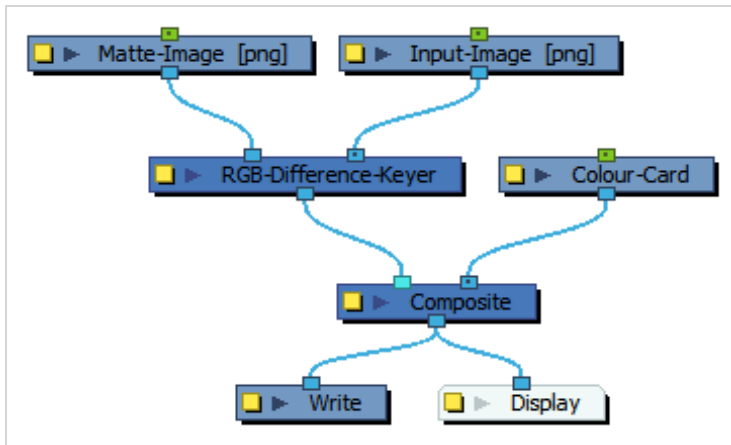 Matte-Image [png]
Input-Image [png]
RGB-Difference-Keyer
Colour-Card
Composite
Write
Display